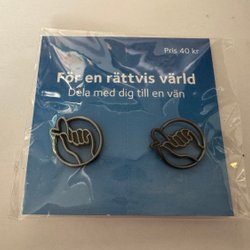 Pris 40 kr
För en rättvis värld
Dela med dig till en vän